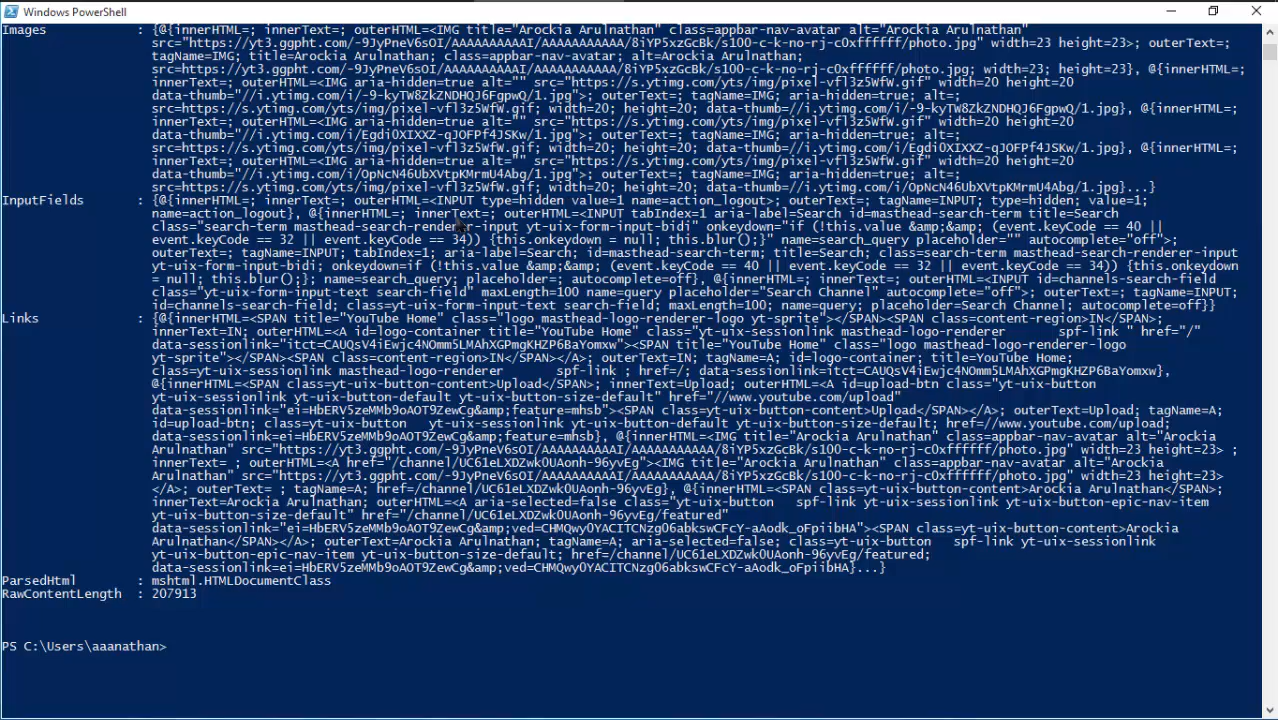 Windows PowerShell
Images : {@{innerHTML=; innerText=; outerHTML=<IMG title="Arockia Arulnathan" class=appbar-nav-avatar alt="Arockia Arulnathan"
src="https://yt3.ggpht.com/-9JyPneV6sOI/AAAAAAAAAAI/AAAAAAAAAAA/8iYP5xzGcBk/s100-c-k-no-rj-c0xffffff/photo.jpg" width=23 height=23>; outerText=;
tagName=IMG; title=Arockia Arulnathan; class=appbar-nav-avatar; alt=Arockia Arulnathan;
src=https://yt3.ggpht.com/-9JyPneV6sOI/AAAAAAAAAAI/AAAAAAAAAAA/8iYP5xzGcBk/s100-c-k-no-rj-c0xffffff/photo.jpg; width=23; height=23}, @{innerHTML=;
innerText=; outerHTML=<IMG aria-hidden=true alt="" src="https://s.ytimg.com/yts/img/pixel-vfl3z5WfW.gif" width=20 height=20
data-thumb="//i.ytimg.com/i/-9-kyTW8ZkZNDHQJ6FgpwQ/1.jpg">; outerText=; tagName=IMG; aria-hidden=true; alt=;
src=https://s.ytimg.com/yts/img/pixel-vfl3z5WfW.gif; width=20; height=20; data-thumb=//i.ytimg.com/i/-9-kyTW8ZkZNDHQJ6FgpwQ/1.jpg}, @{innerHTML=;
innerText=; outerHTML=<IMG aria-hidden=true alt="" src="https://s.ytimg.com/yts/img/pixel-vfl3z5WfW.gif" width=20 height=20
data-thumb="//i.ytimg.com/i/EgdiOXIXXZ-qJOFPf4JSKw/1.jpg">; outerText=; tagName=IMG; aria-hidden=true; alt=;
src=https://s.ytimg.com/yts/img/pixel-vfl3z5WfW.gif; width=20; height=20; data-thumb=//i.ytimg.com/i/EgdiOXIXXZ-qJOFPf4JSKw/1.jpg}, @{innerHTML=;
innerText=; outerHTML=<IMG aria-hidden=true alt="" src="https://s.ytimg.com/yts/img/pixel-vfl3z5WfW.gif" width=20 height=20
data-thumb="//i.ytimg.com/i/OpNcN46UbXVtpKMrmU4Abg/1.jpg">; outerText=; tagName=IMG; aria-hidden=true; alt=;
src=https://s.ytimg.com/yts/img/pixel-vfl3z5WfW.gif; width=20; height=20; data-thumb=//i.ytimg.com/i/OpNcN46UbXVtpKMrmU4Abg/1.jpg}...}
InputFields : {@{innerHTML=; innerText=; outerHTML=<INPUT type=hidden value=1 name=action_logout>; outerText=; tagName=INPUT; type=hidden; value=1;
name=action_logout}, @{innerHTML=; innerText=; outerHTML=<INPUT tabIndex=1 aria-label=Search id=masthead-search-term title=Search
class="search-term masthead-search-renderer-input yt-uix-form-input-bidi" onkeydown="if (!this.value &amp;&amp; (event.keyCode == 40 ||
event.keyCode == 32 || event.keyCode == 34)) {this.onkeydown = null; this.blur();}" name=search_query placeholder="" autocomplete="off">;
outerText=; tagName=INPUT; tabIndex=1; aria-label=Search; id=masthead-search-term; title=Search; class=search-term masthead-search-renderer-input
yt-uix-form-input-bidi; onkeydown=if (!this.value &amp;&amp; (event.keyCode == 40 || event.keyCode == 32 || event.keyCode == 34)) {this.onkeydown
= null; this.blur();}; name=search_query; placeholder=; autocomplete=off}, @{innerHTML=; innerText=; outerHTML=<INPUT id=channels-search-field
class="yt-uix-form-input-text search-field" maxLength=100 name=query placeholder="Search Channel" autocomplete="off">; outerText=; tagName=INPUT;
id=channels-search-field; class=yt-uix-form-input-text search-field; maxLength=100; name=query; placeholder=Search Channel; autocomplete=off}}
Links : {@{innerHTML=<SPAN title="YouTube Home" class="logo masthead-logo-renderer-logo yt-sprite"></SPAN><SPAN class=content-region>IN</SPAN>;
innerText=IN; outerHTML=<A id=logo-container title="YouTube Home" class="yt-uix-sessionlink masthead-logo-renderer spf-link " href="/"
data-sessionlink="itct=CAUQsV4iEwjc4NOmm5LMAhXGPmgKHZP6BaYomxw"><SPAN title="YouTube Home" class="logo masthead-logo-renderer-logo
yt-sprite"></SPAN><SPAN class=content-region>IN</SPAN></A>; outerText=IN; tagName=A; id=logo-container; title=YouTube Home;
class=yt-uix-sessionlink masthead-logo-renderer spf-link ; href=/; data-sessionlink=itct=CAUQsV4iEwjc4NOmm5LMAhXGPmgKHZP6BaYomxw},
@{innerHTML=<SPAN class=yt-uix-button-content>Upload</SPAN>; innerText=Upload; outerHTML=<A id=upload-btn class="yt-uix-button
yt-uix-sessionlink yt-uix-button-default yt-uix-button-size-default" href="//www.youtube.com/upload"
data-sessionlink="ei=HbERV5zeMMb9oAOT9ZewCg&amp;feature=mhsb"><SPAN class=yt-uix-button-content>Upload</SPAN></A>; outerText=Upload; tagName=A;
id=upload-btn; class=yt-uix-button yt-uix-sessionlink yt-uix-button-default yt-uix-button-size-default; href=//www.youtube.com/upload;
data-sessionlink=ei=HbERV5zeMMb9oAOT9ZewCg&amp;feature=mhsb}, @{innerHTML=<IMG title="Arockia Arulnathan" class=appbar-nav-avatar alt="Arockia
Arulnathan" src="https://yt3.ggpht.com/-9JyPneV6sOI/AAAAAAAAAAI/AAAAAAAAAAA/8iYP5xzGcBk/s100-c-k-no-rj-c0xffffff/photo.jpg" width=23 height=23> ;
innerText= ; outerHTML=<A href="/channel/UC61eLXDZwk0UAonh-96yvEg"><IMG title="Arockia Arulnathan" class=appbar-nav-avatar alt="Arockia
Arulnathan" src="https://yt3.ggpht.com/-9JyPneV6sOI/AAAAAAAAAAI/AAAAAAAAAAA/8iYP5xzGcBk/s100-c-k-no-rj-c0xffffff/photo.jpg" width=23 height=23>
</A>; outerText= ; tagName=A; href=/channel/UC61eLXDZwk0UAonh-96yvEg}, @{innerHTML=<SPAN class=yt-uix-button-content>Arockia Arulnathan</SPAN>;
innerText=Arockia Arulnathan; outerHTML=<A aria-selected=false class="yt-uix-button spf-link yt-uix-sessionlink yt-uix-button-epic-nav-item
yt-uix-button-size-default" href="/channel/UC61eLXDZwk0UAonh-96yvEg/featured"
data-sessionlink="ei=HbERV5zeMMb9oAOT9ZewCg&amp;ved=CHMQwy0YACITCNzg06abkswCFcY-aAodk_oFpiibHA"><SPAN class=yt-uix-button-content>Arockia
Arulnathan</SPAN></A>; outerText=Arockia Arulnathan; tagName=A; aria-selected=false; class=yt-uix-button spf-link yt-uix-sessionlink
yt-uix-button-epic-nav-item yt-uix-button-size-default; href=/channel/UC61eLXDZwk0UAonh-96yvEg/featured;
data-sessionlink=ei=HbERV5zeMMb9oAOT9ZewCg&amp;ved=CHMQwy0YACITCNzg06abkswCFcY-aAodk_oFpiibHA}...}
ParsedHtml : mshtml.HTMLDocumentClass
RawContentLength : 207913
PS C:\Users\aaanathan>